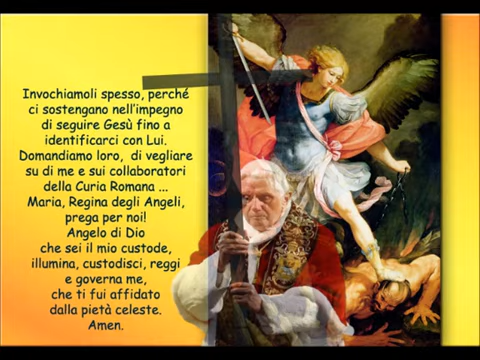 Invochiamoli spesso, perché
ci sostengano nell'impegno
di seguire Gesù fino a
identificarci con Lui.
Domandiamo loro, di vegliare
su di me e sui collaboratori
della Curia Romana ...
Maria, Regina degli Angeli,
prega per noi!
Angelo di Dio
che sei il mio custode,
illumina, custodisci, reggi
e governa me,
che ti fui affidato
dalla pietà celeste.
Amen.